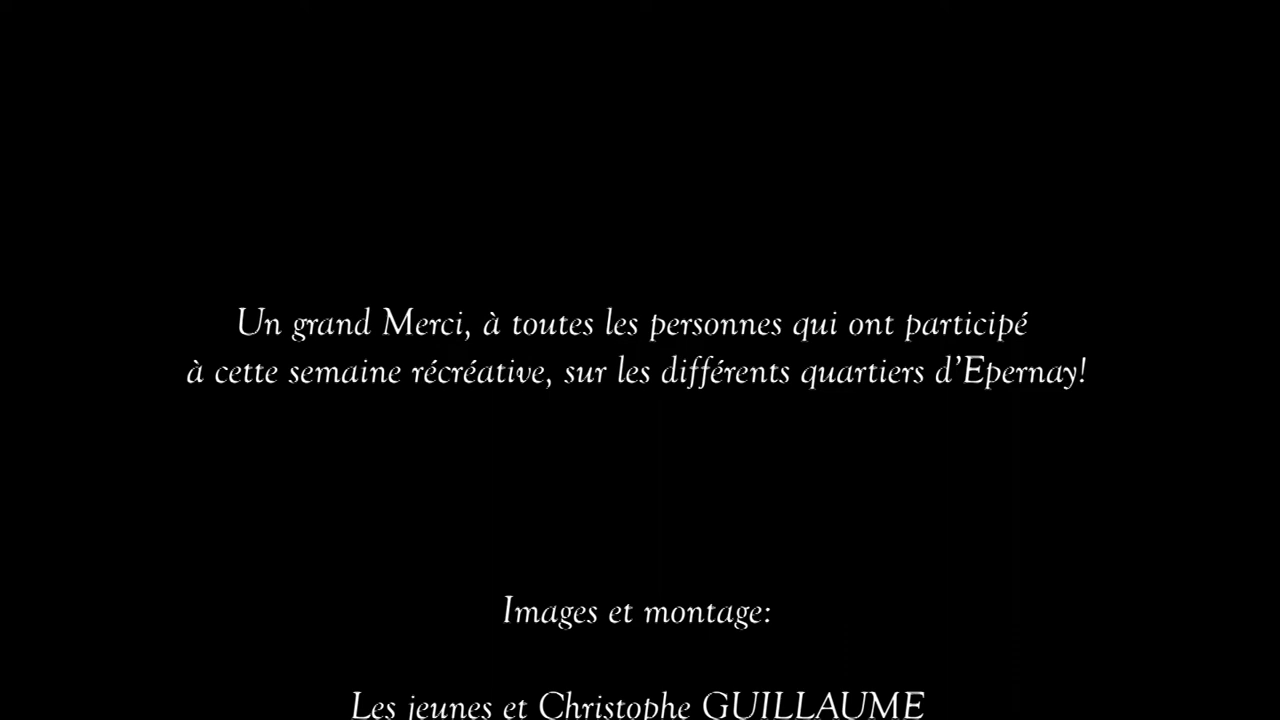 Un grand Merci, à toutes les personnes qui ont participé
à cette semaine récréative, sur les différents quartiers d’Epernay!
Images et montage:
Les jeunes et Christophe GUILLAUME